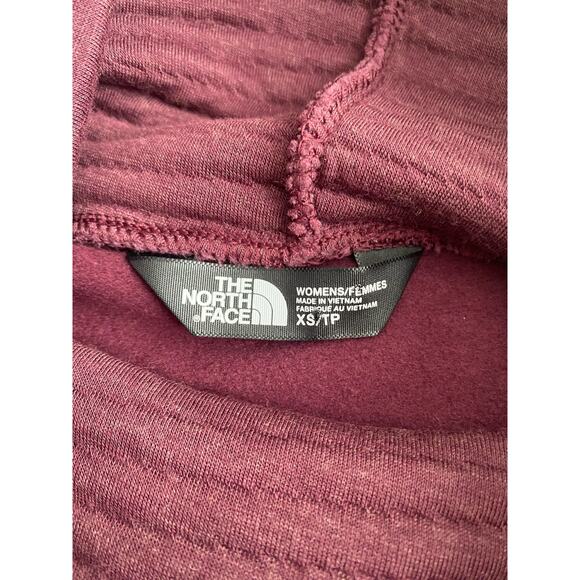 THE
NORTH
FACE
WOMENS/FEMMES
MADE IN VIETNAM
FABRIQUÉ AU VIETNAM
XS/TP